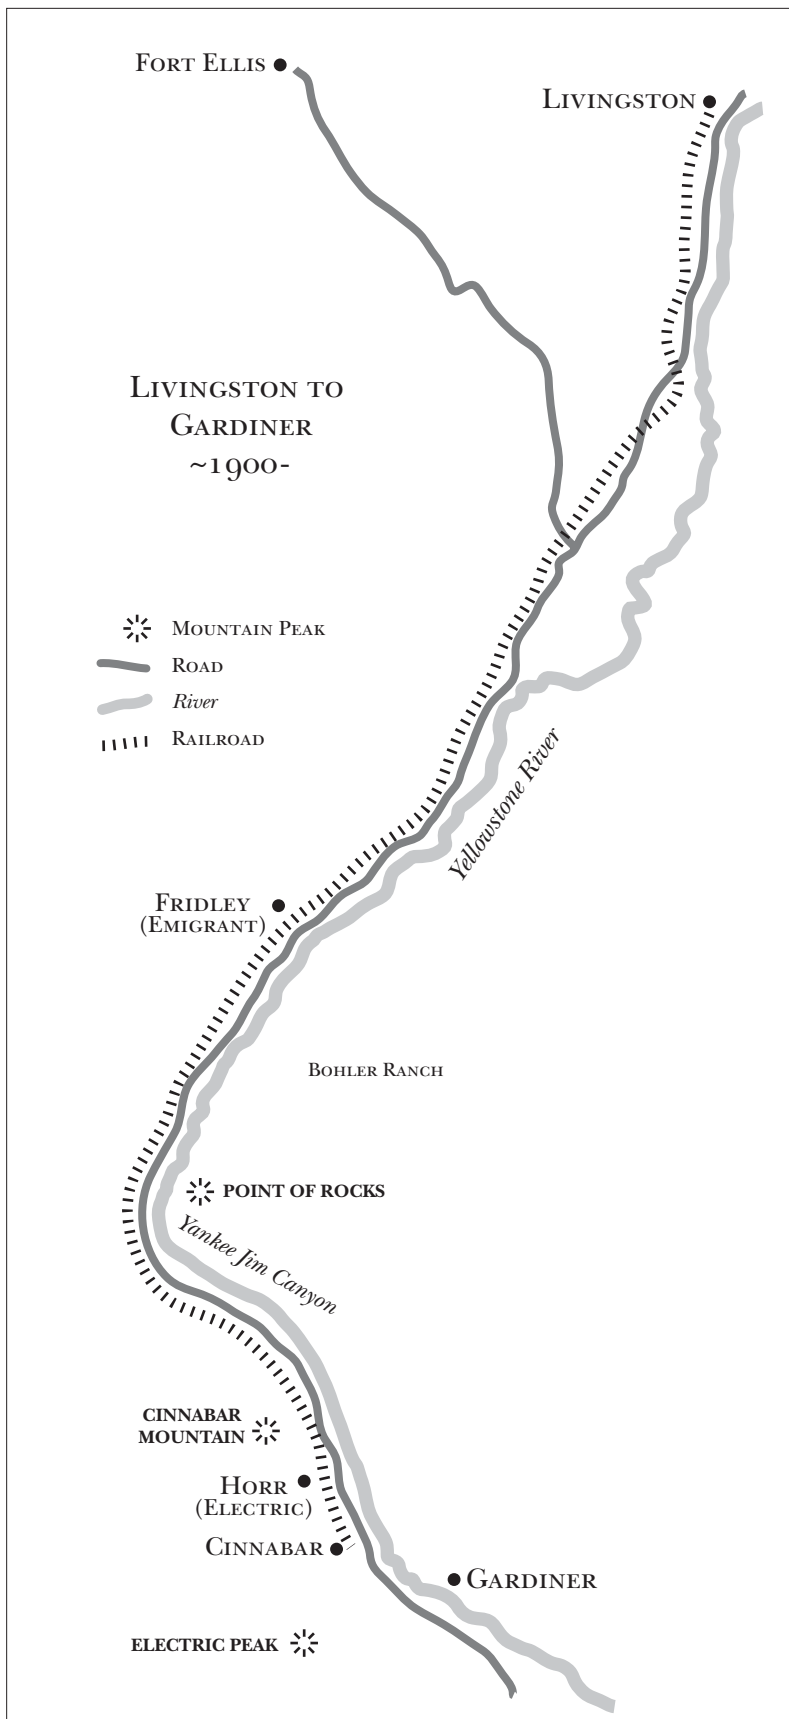 Fort Ellis
Livingston
Livingston to
Gardiner
~1900-
Mountain Peak
Road
River
Railroad
Yellowstone River
Fridley
(Emigrant)
Bohler Ranch
POINT OF ROCKS
Yankee Jim Canyon
CINNABAR
MOUNTAIN
Horr
(Electric)
Cinnabar
Gardiner
ELECTRIC PEAK